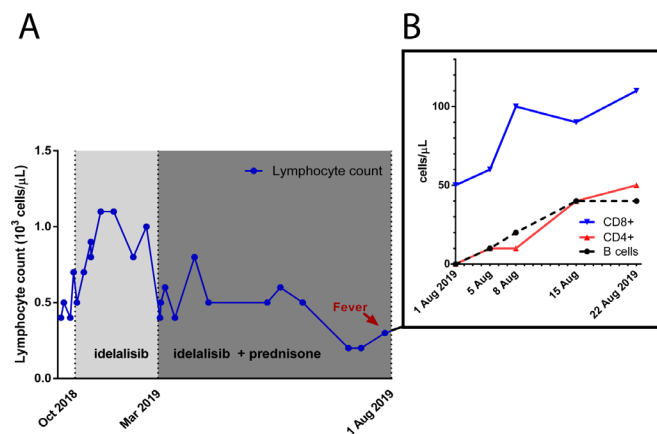 A
Lymphocyte count (10³ cells/µL)
1.5
1.0
0.5
0.0
Lymphocyte count
Fever
idelalisib
idelalisib + prednisone
Oct 2018
Mar 2019
1 Aug 2019
B
cells/µL
100
50
0
CD8+
CD4+
B cells
1 Aug 2019
5 Aug
8 Aug
15 Aug
22 Aug 2019